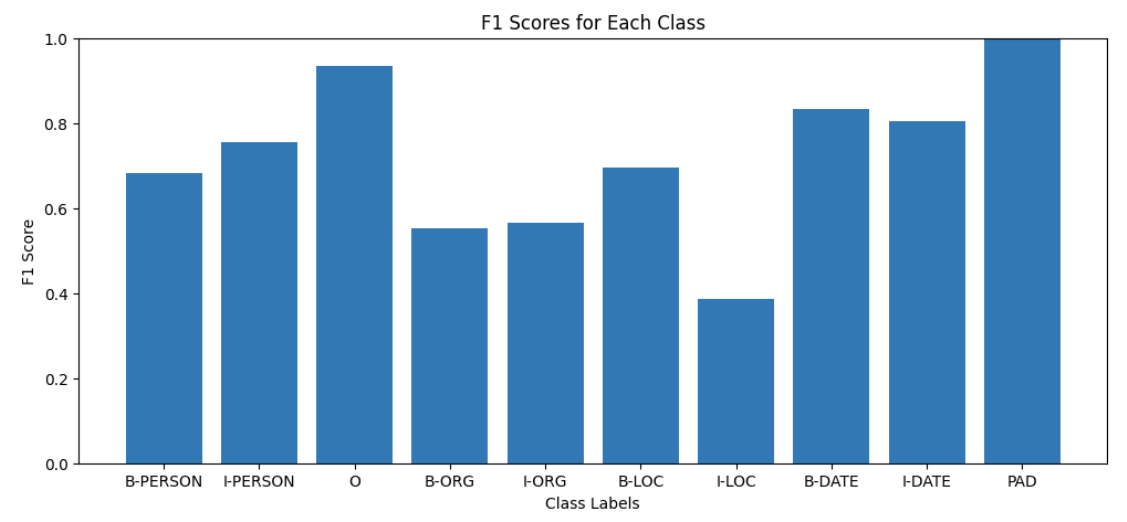 F1 Scores for Each Class
1.0
0.8
0.6
0.4
0.2
0.0
F1 Score
B-PERSON I-PERSON O B-ORG I-ORG B-LOC I-LOC B-DATE I-DATE PAD
Class Labels